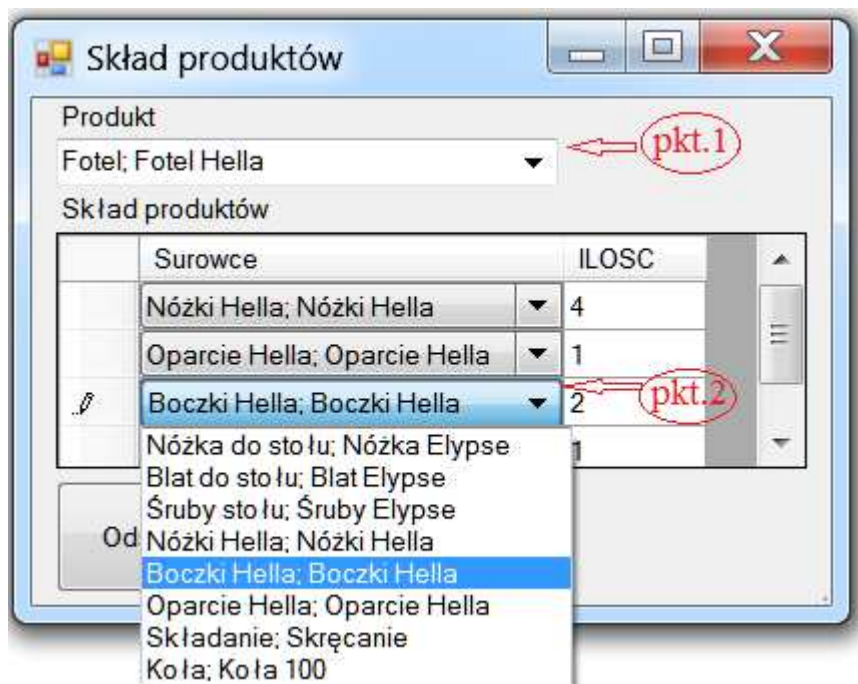 Skład produktów
Produkt
Fotel; Fotel Hella
pkt.1
Skład produktów
Surowce ILOSC
Nóżki Hella; Nóżki Hella 4
Oparcie Hella; Oparcie Hella 1
Boczki Hella; Boczki Hella 2
pkt.2
Nóżka do stołu; Nóżka Elypse 1
Blat do stołu; Blat Elypse
Śruby stołu; Śruby Elypse
Od Nóżki Hella; Nóżki Hella
Boczki Hella; Boczki Hella
Oparcie Hella; Oparcie Hella
Składanie; Skręcanie
Koła; Koła 100